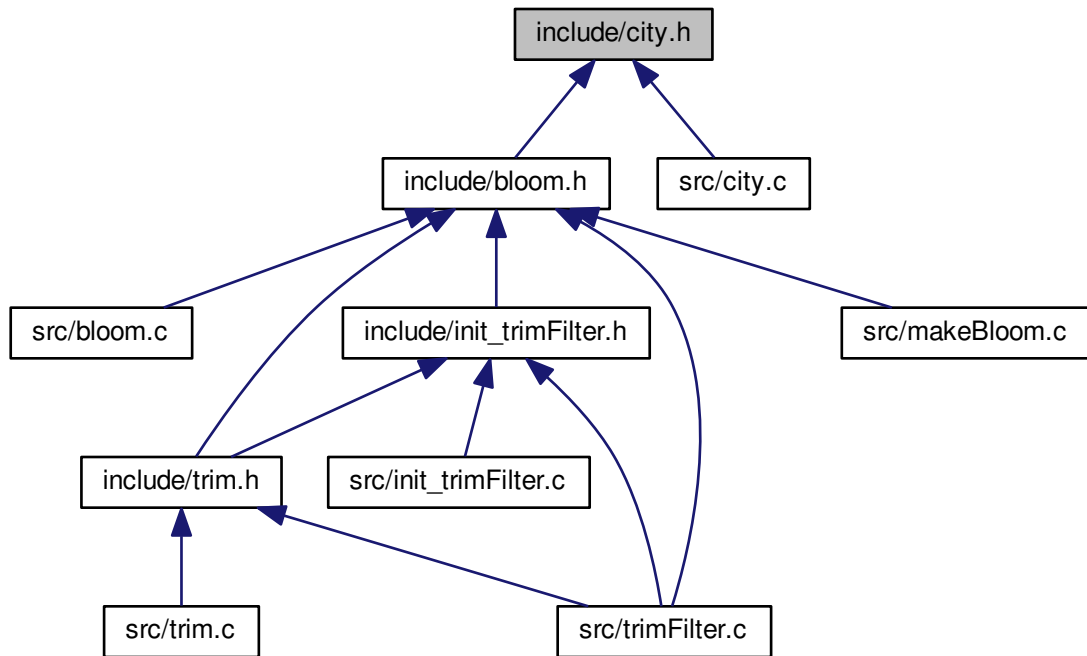 include/city.h
include/bloom.h
src/city.c
src/bloom.c
include/init_trimFilter.h
src/makeBloom.c
include/trim.h
src/init_trimFilter.c
src/trim.c
src/trimFilter.c